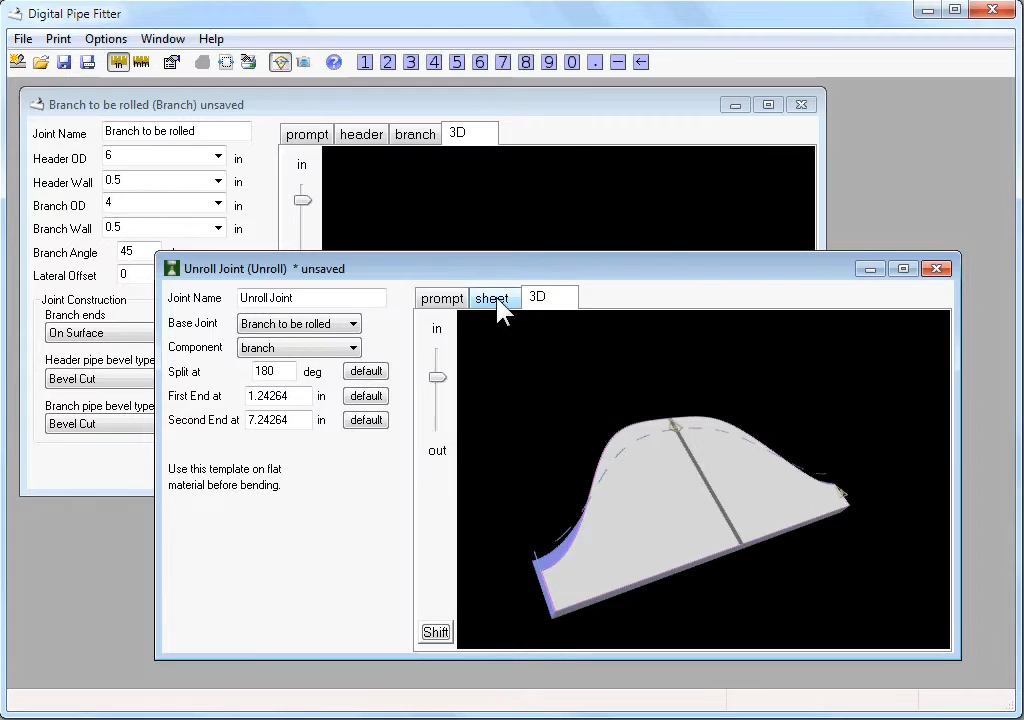 Digital Pipe Fitter
File Print Options Window Help
1 2 3 4 5 6 7 8 9 0 . − ←
Branch to be rolled (Branch) unsaved
Joint Name Branch to be rolled
Header OD 6 in
Header Wall 0.5 in
Branch OD 4 in
Branch Wall 0.5 in
Branch Angle 45
Lateral Offset 0
Joint Construction
Branch ends
On Surface
Header pipe bevel type
Bevel Cut
Branch pipe bevel type
Bevel Cut
prompt header branch 3D
in
Unroll Joint (Unroll) * unsaved
Joint Name Unroll Joint
Base Joint Branch to be rolled
Component branch
Split at 180 deg default
First End at 1.24264 in default
Second End at 7.24264 in default
Use this template on flat
material before bending.
prompt sheet 3D
in
out
Shift